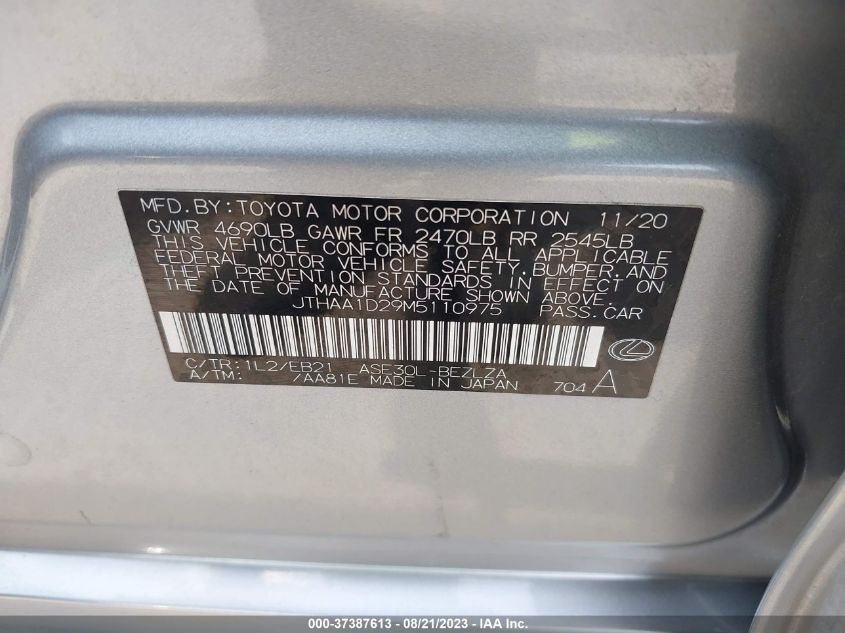 MFD.BY:TOYOTA MOTOR CORPORATION 11/20
GVWR 4690LB GAWR FR 2470LB RR 2545LB
THIS VEHICLE CONFORMS TO ALL APPLICABLE
FEDERAL MOTOR VEHICLE SAFETY,BUMPER,AND
THEFT PREVENTION STANDARDS IN EFFECT ON
THE DATE OF MANUFACTURE SHOWN ABOVE.
JTHAA1D29M5110975 PASS.CAR
C/TR:1L2/EB21 ASE30L-BEZLZA
A/TM: /AA81E MADE IN JAPAN 704 A
000-37387613 - 08/21/2023 - IAA Inc.